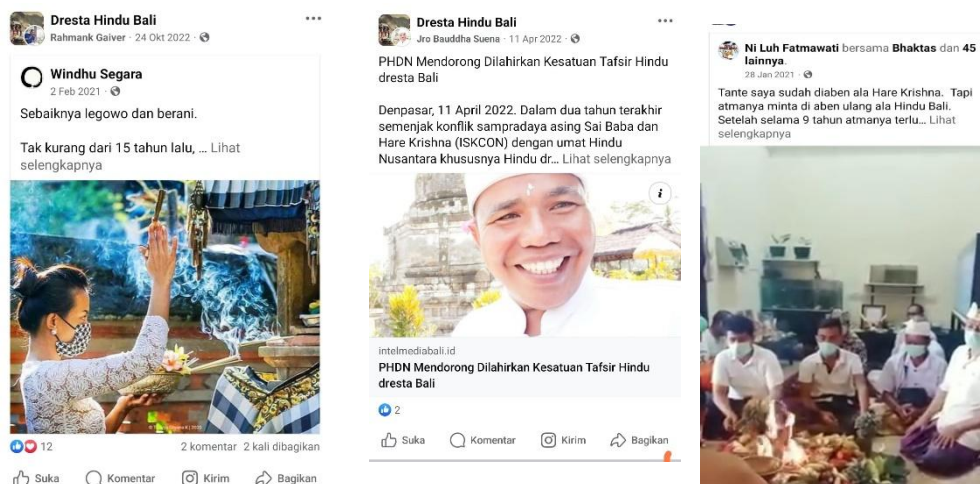 Dresta Hindu Bali
Rahmank Gaiver · 24 Okt 2022 ·
Windhu Segara
2 Feb 2021 ·
Sebaiknya legowo dan berani.
Tak kurang dari 15 tahun lalu, ... Lihat
selengkapnya
12
2 komentar 2 kali dibagikan
Suka Komentar Kirim Bagikan
Dresta Hindu Bali
Jro Bauddha Suena · 11 Apr 2022 ·
PHDN Mendorong Dilahirkan Kesatuan Tafsir Hindu
dresta Bali
Denpasar, 11 April 2022. Dalam dua tahun terakhir
semenjak konflik sampradaya asing Sai Baba dan
Hare Krishna (ISKCON) dengan umat Hindu
Nusantara khususnya Hindu dr... Lihat selengkapnya
intelmediabali.id
PHDN Mendorong Dilahirkan Kesatuan Tafsir Hindu
dresta Bali
2
Suka Komentar Kirim Bagikan
Ni Luh Fatmawati bersama Bhaktas dan 45
lainnya.
28 Jan 2021 ·
Tante saya sudah diaben ala Hare Krishna. Tapi
atmanya minta di aben ulang ala Hindu Bali.
Setelah selama 9 tahun atmanya terlu... Lihat
selengkapnya